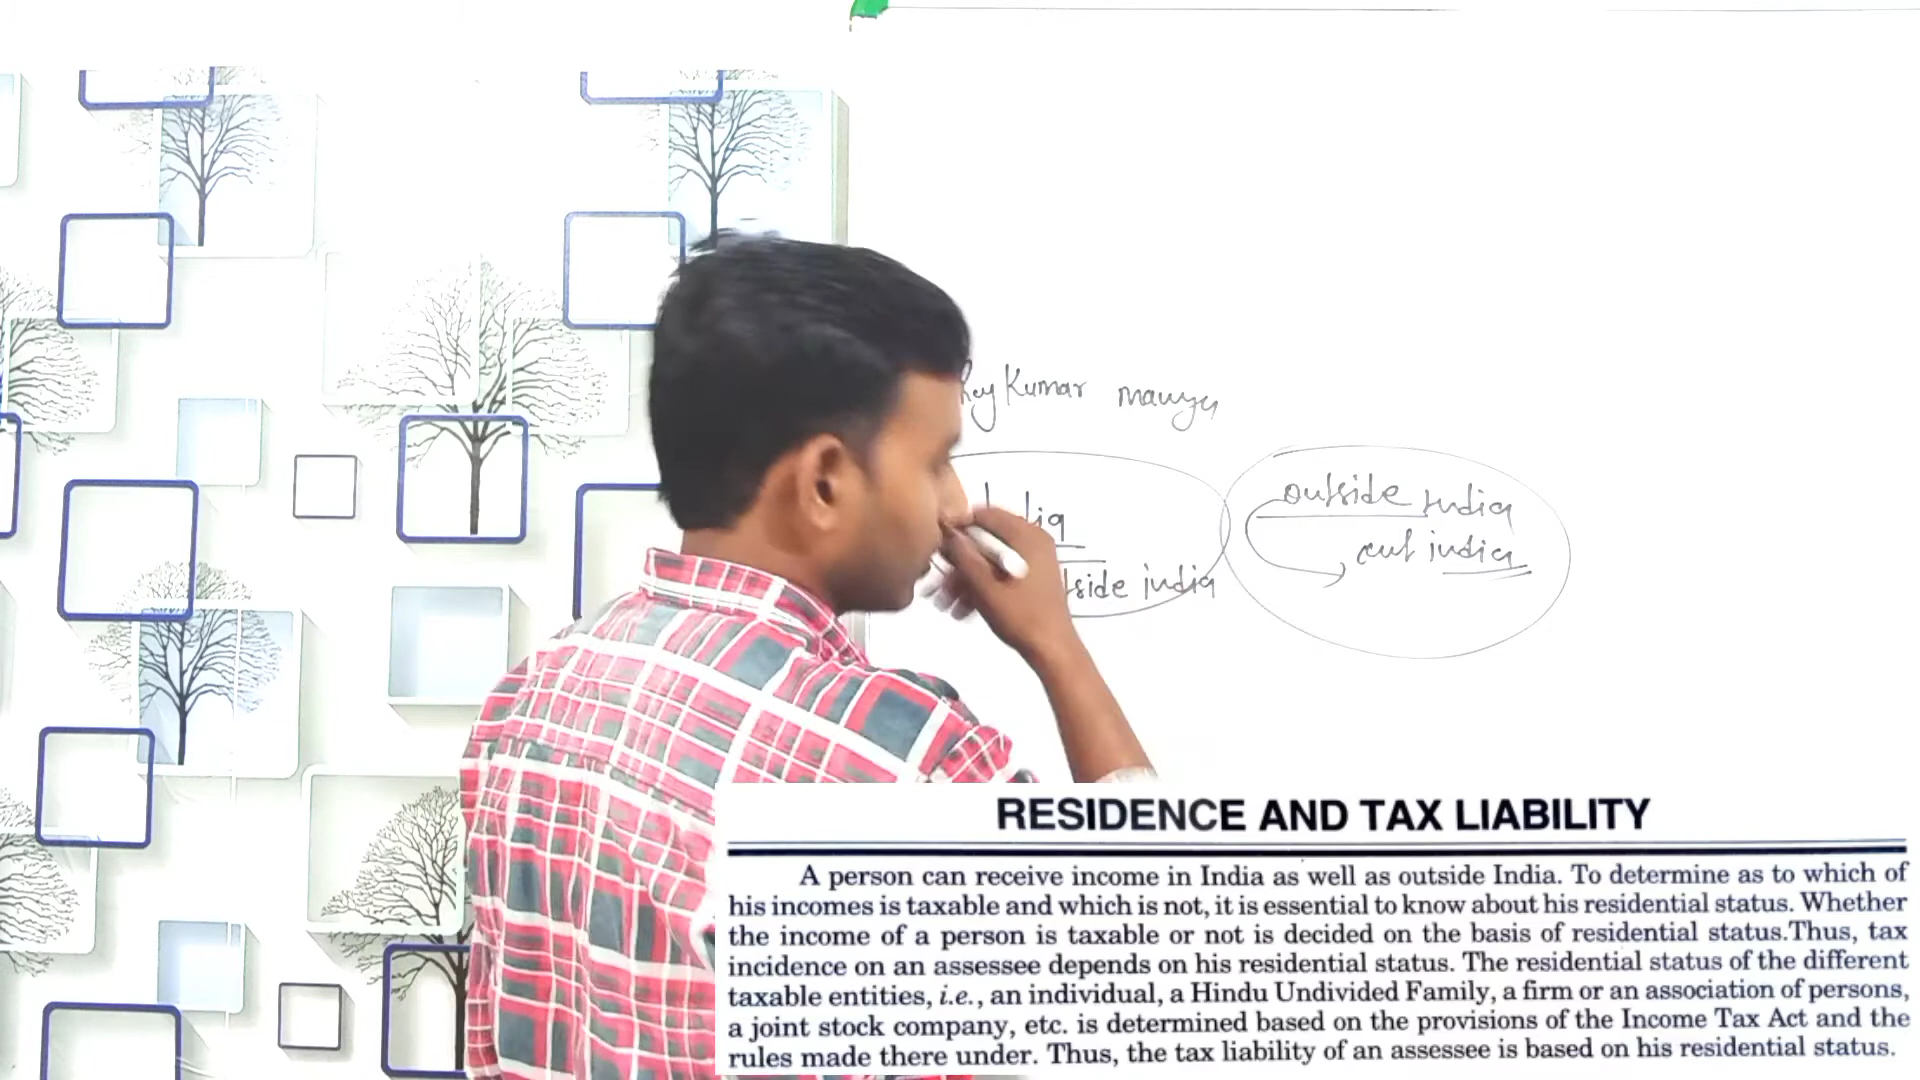 Kumar maurya
outside india
out india
india
RESIDENCE AND TAX LIABILITY
A person can receive income in India as well as outside India. To determine as to which of
his incomes is taxable and which is not, it is essential to know about his residential status. Whether
the income of a person is taxable or not is decided on the basis of residential status.Thus, tax
incidence on an assessee depends on his residential status. The residential status of the different
taxable entities, i.e., an individual, a Hindu Undivided Family, a firm or an association of persons,
a joint stock company, etc. is determined based on the provisions of the Income Tax Act and the
rules made there under. Thus, the tax liability of an assessee is based on his residential status.